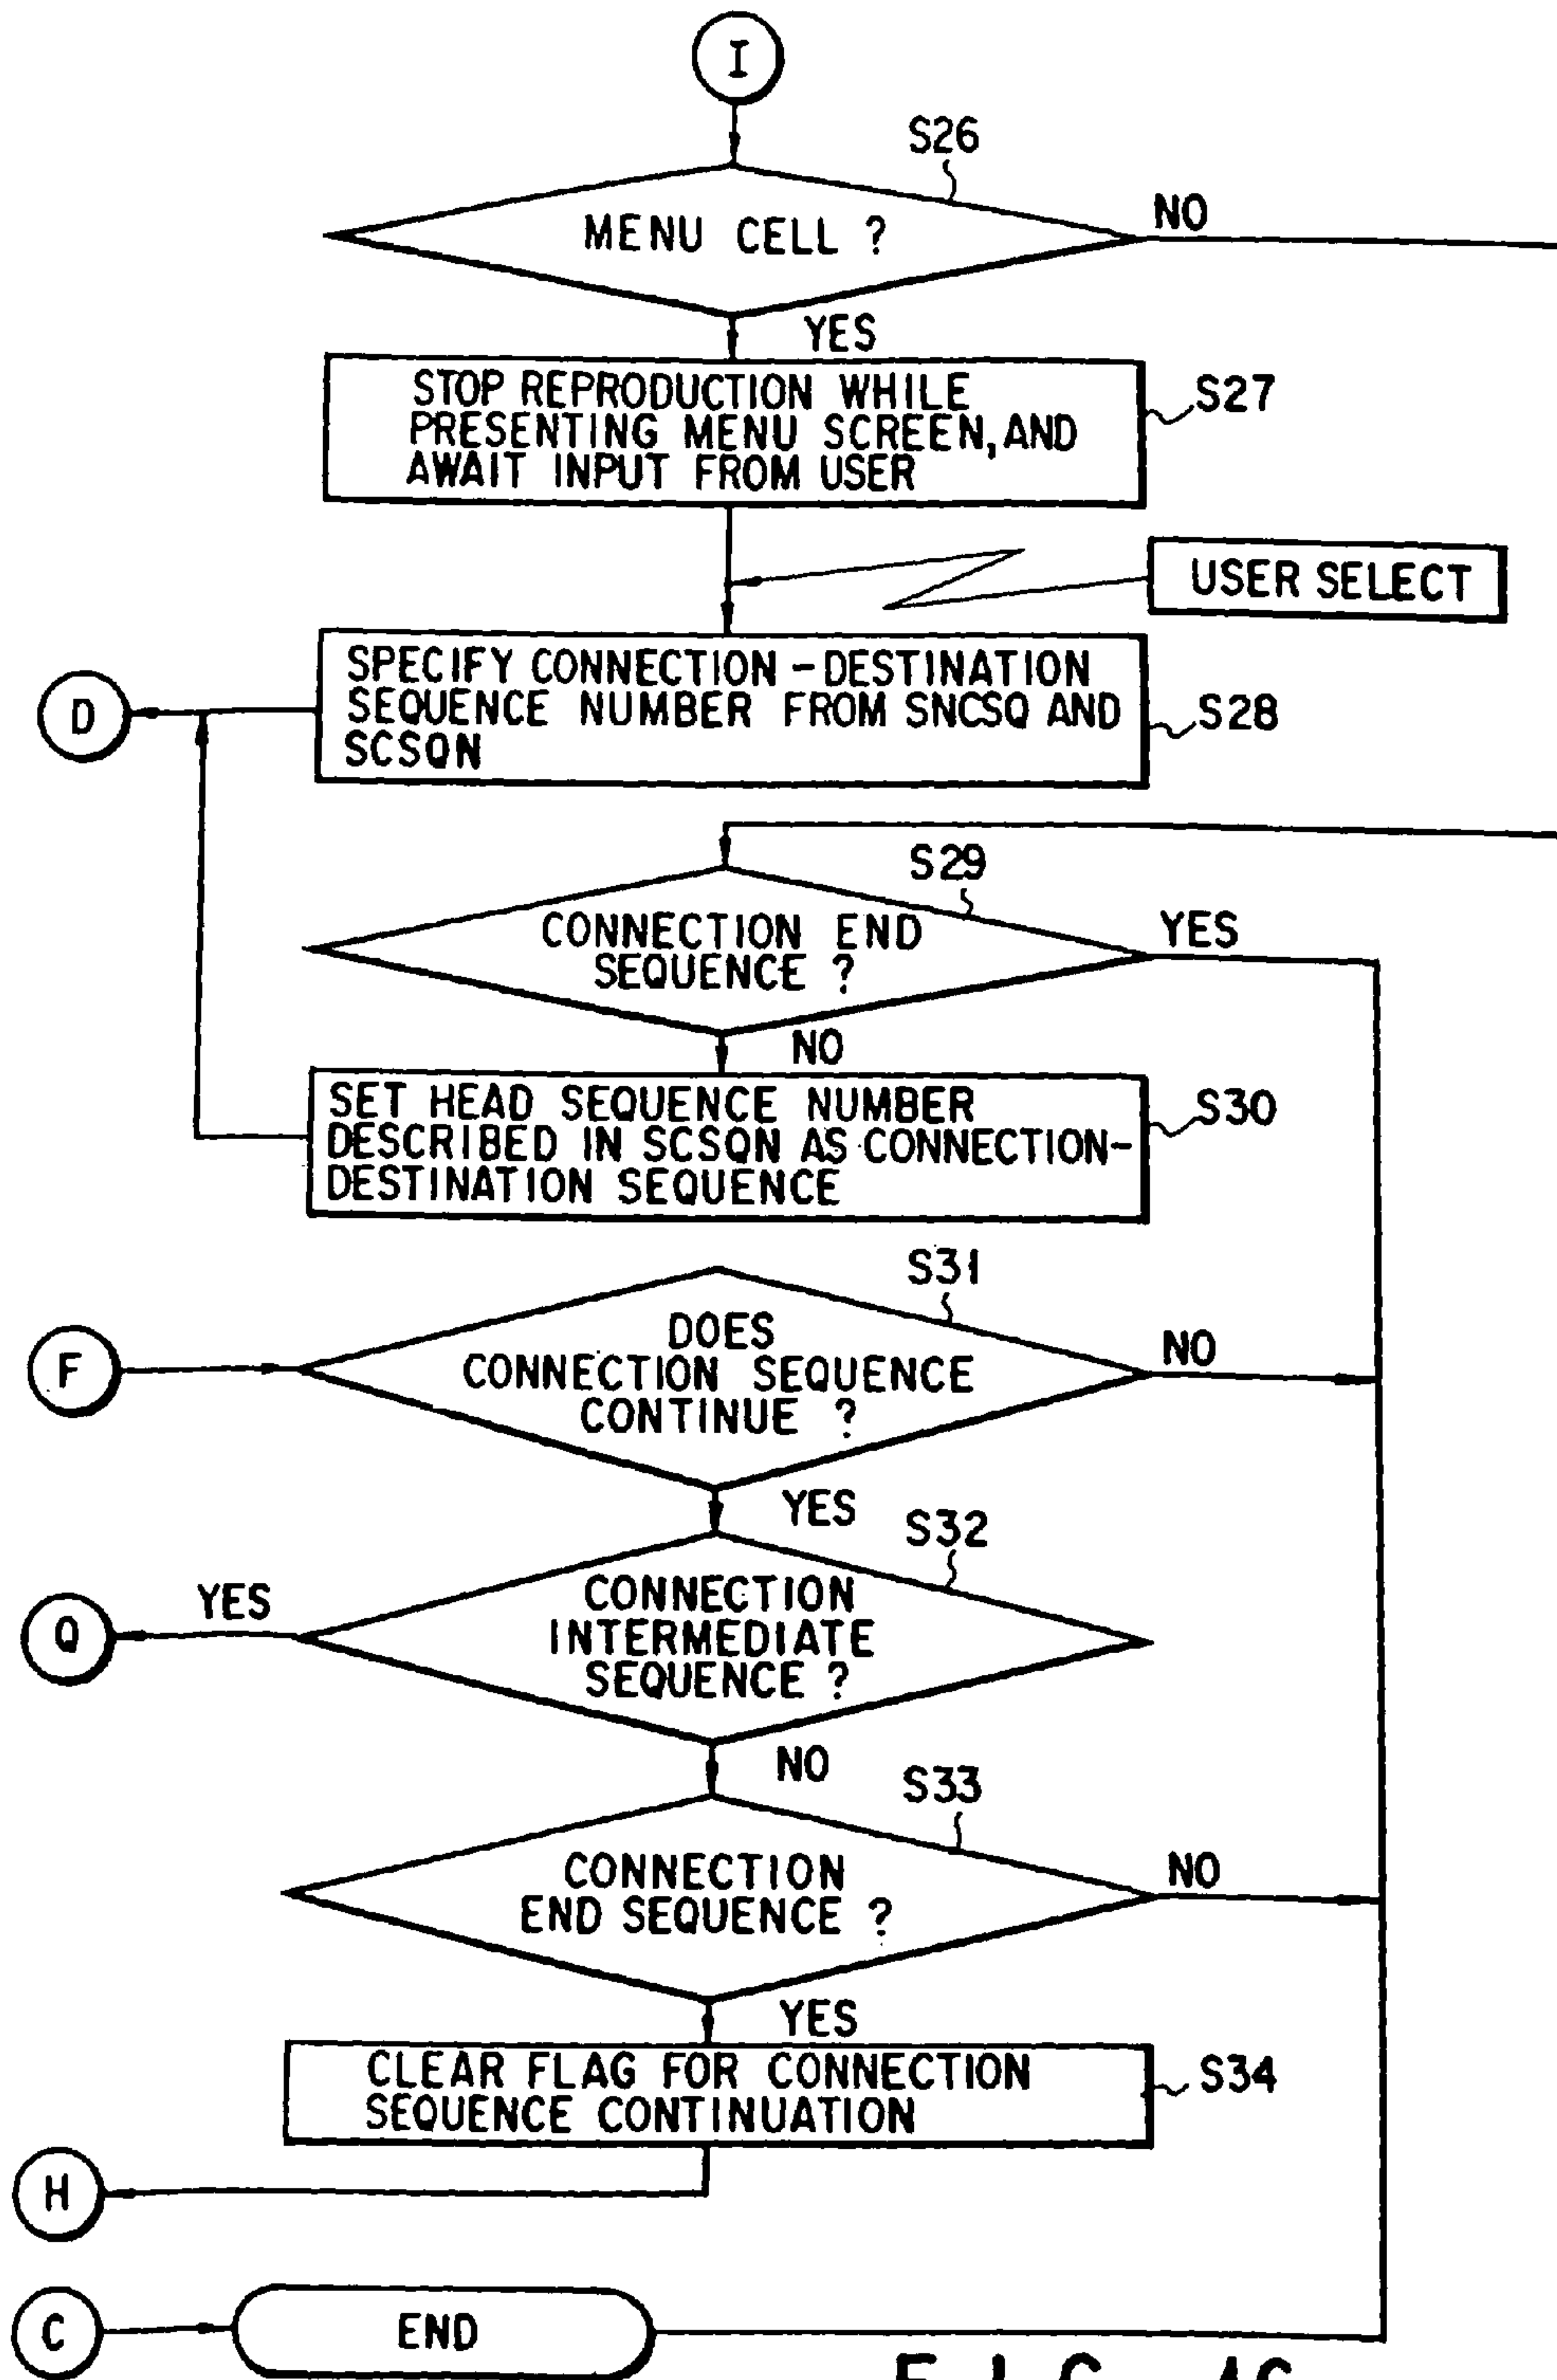 I
S26
MENU CELL ?
NO
YES
STOP REPRODUCTION WHILE
PRESENTING MENU SCREEN, AND
AWAIT INPUT FROM USER
S27
USER SELECT
SPECIFY CONNECTION-DESTINATION
SEQUENCE NUMBER FROM SNCSQ AND
SCSQN
S28
D
S29
CONNECTION END
SEQUENCE ?
YES
NO
SET HEAD SEQUENCE NUMBER
DESCRIBED IN SCSQN AS CONNECTION-
DESTINATION SEQUENCE
S30
S31
F
DOES
CONNECTION SEQUENCE
CONTINUE ?
NO
YES
S32
Q
YES
CONNECTION
INTERMEDIATE
SEQUENCE ?
NO
S33
CONNECTION
END SEQUENCE ?
NO
YES
CLEAR FLAG FOR CONNECTION
SEQUENCE CONTINUATION
S34
H
C
END